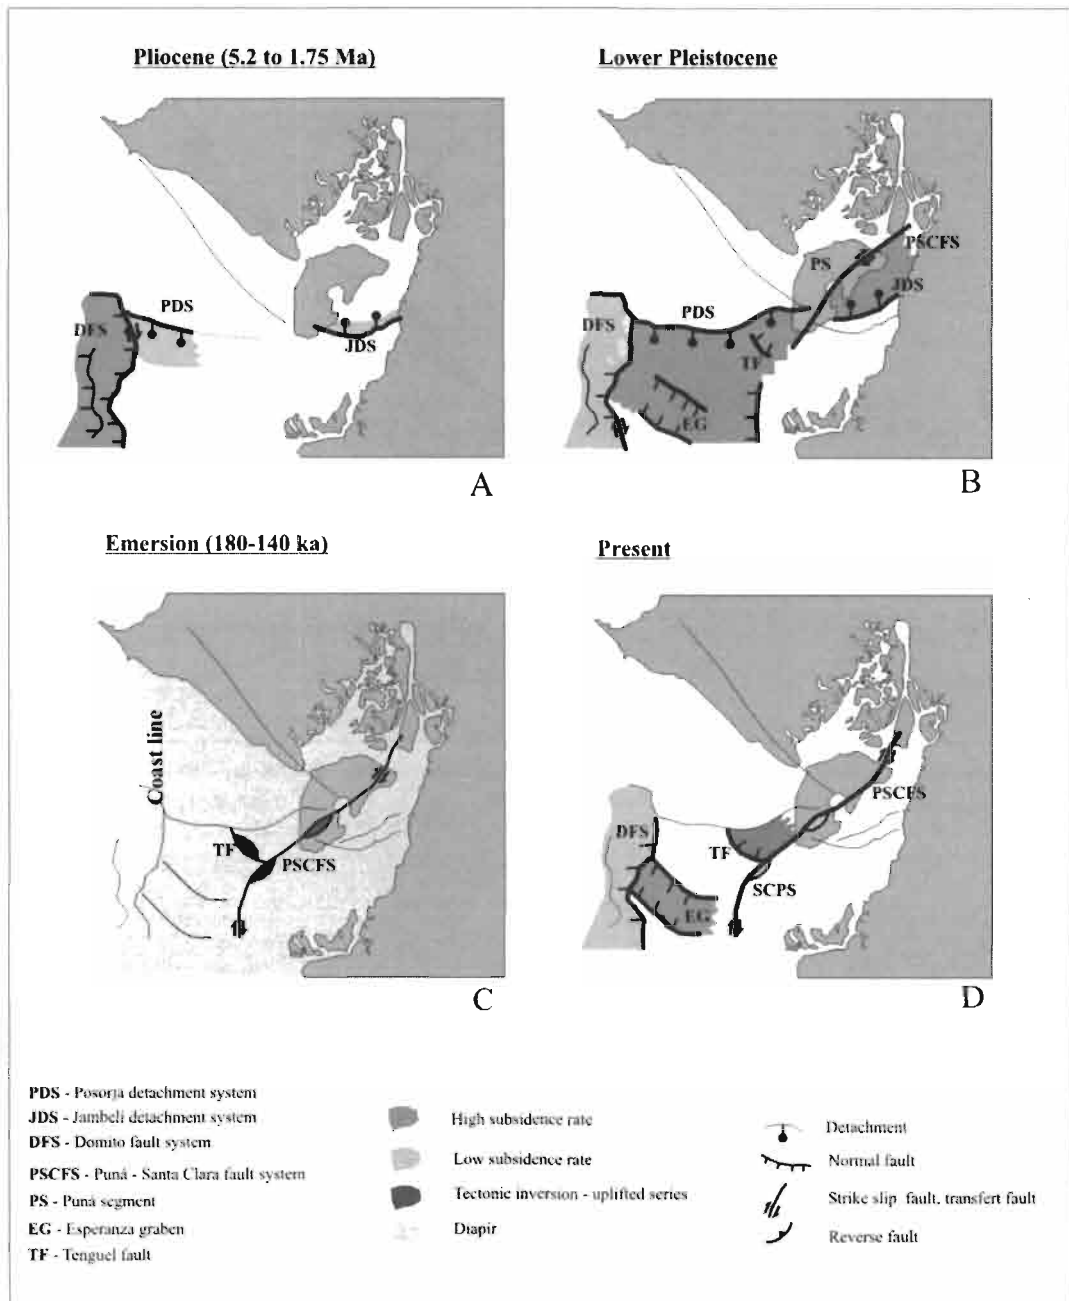 Pliocene (5.2 to 1.75 Ma)
Lower Pleistocene
PDS
DFS
JDS
A
PSCFS
PS
JDS
PDS
DFS
TF
EG
B
Emersion (180-140 ka)
Present
Coast line
TF
PSCFS
C
PSCFS
DFS
TF
SCPS
EG
D
PDS - Posorja detachment system
JDS - Jambeli detachment system
DFS - Domito fault system
PSCFS - Puná - Santa Clara fault system
PS - Puná segment
EG - Esperanza graben
TF - Tenguel fault
High subsidence rate
Low subsidence rate
Tectonic inversion - uplifted series
Diapir
Detachment
Normal fault
Strike slip fault, transfert fault
Reverse fault